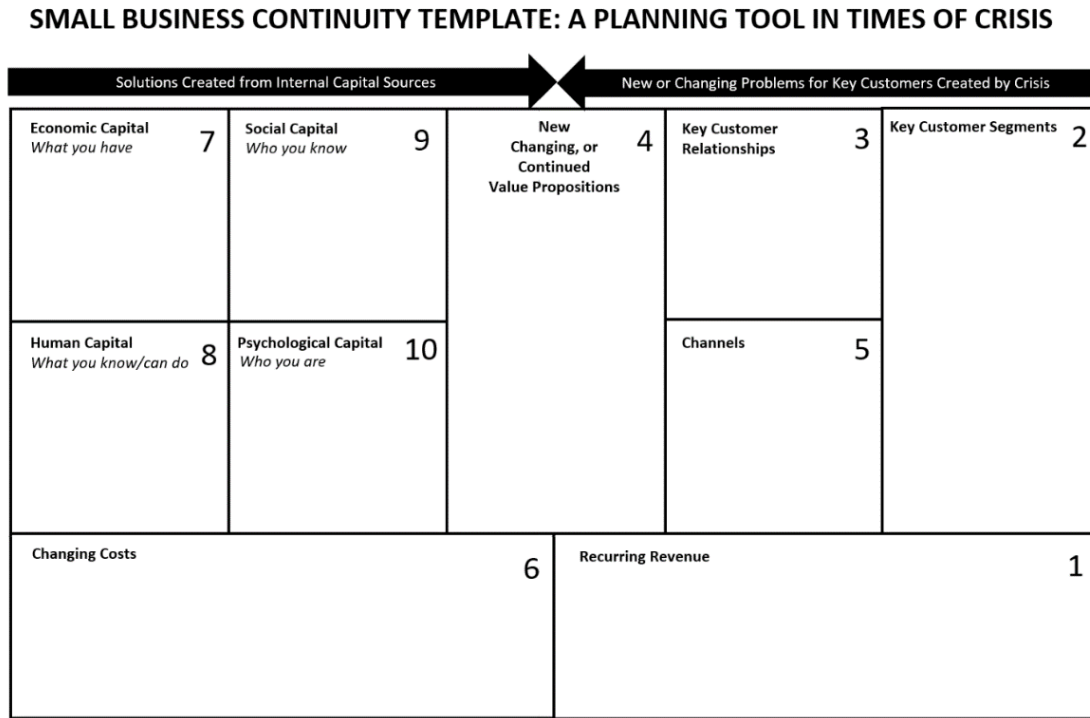 SMALL BUSINESS CONTINUITY TEMPLATE: A PLANNING TOOL IN TIMES OF CRISIS
Solutions Created from Internal Capital Sources
New or Changing Problems for Key Customers Created by Crisis
Economic Capital
What you have
7
Social Capital
Who you know
9
New
Changing, or
Continued
Value Propositions
4
Key Customer
Relationships
3
Key Customer Segments
2
Human Capital
What you know/can do
8
Psychological Capital
Who you are
10
Channels
5
Changing Costs
6
Recurring Revenue
1